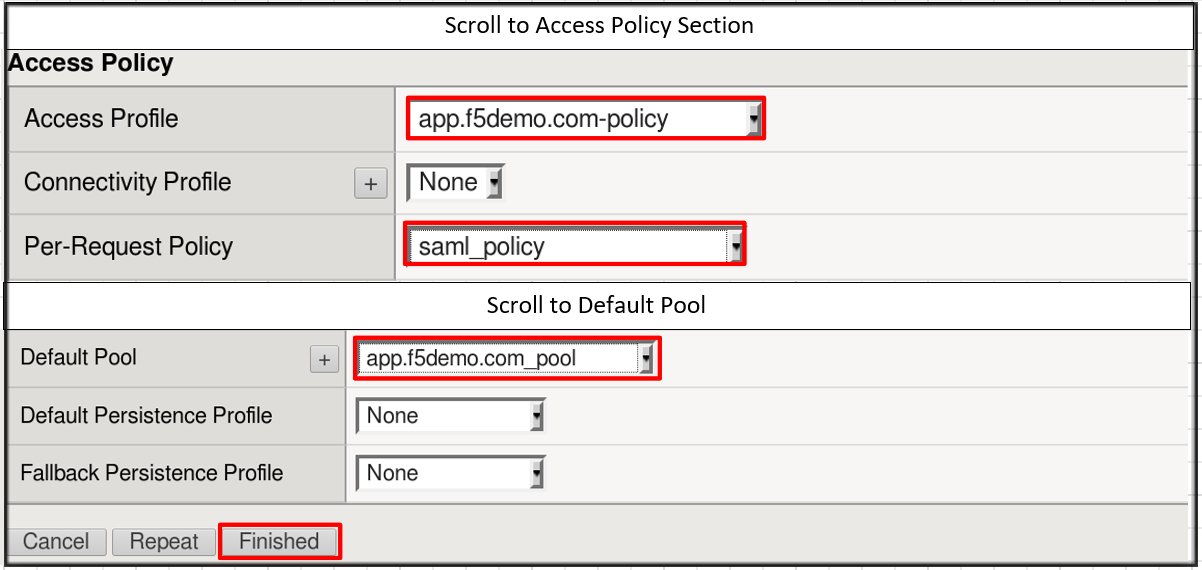 Scroll to Access Policy Section
Access Policy
Access Profile app.f5demo.com-policy
Connectivity Profile + None
Per-Request Policy saml_policy
Scroll to Default Pool
Default Pool + app.f5demo.com_pool
Default Persistence Profile None
Fallback Persistence Profile None
Cancel Repeat Finished